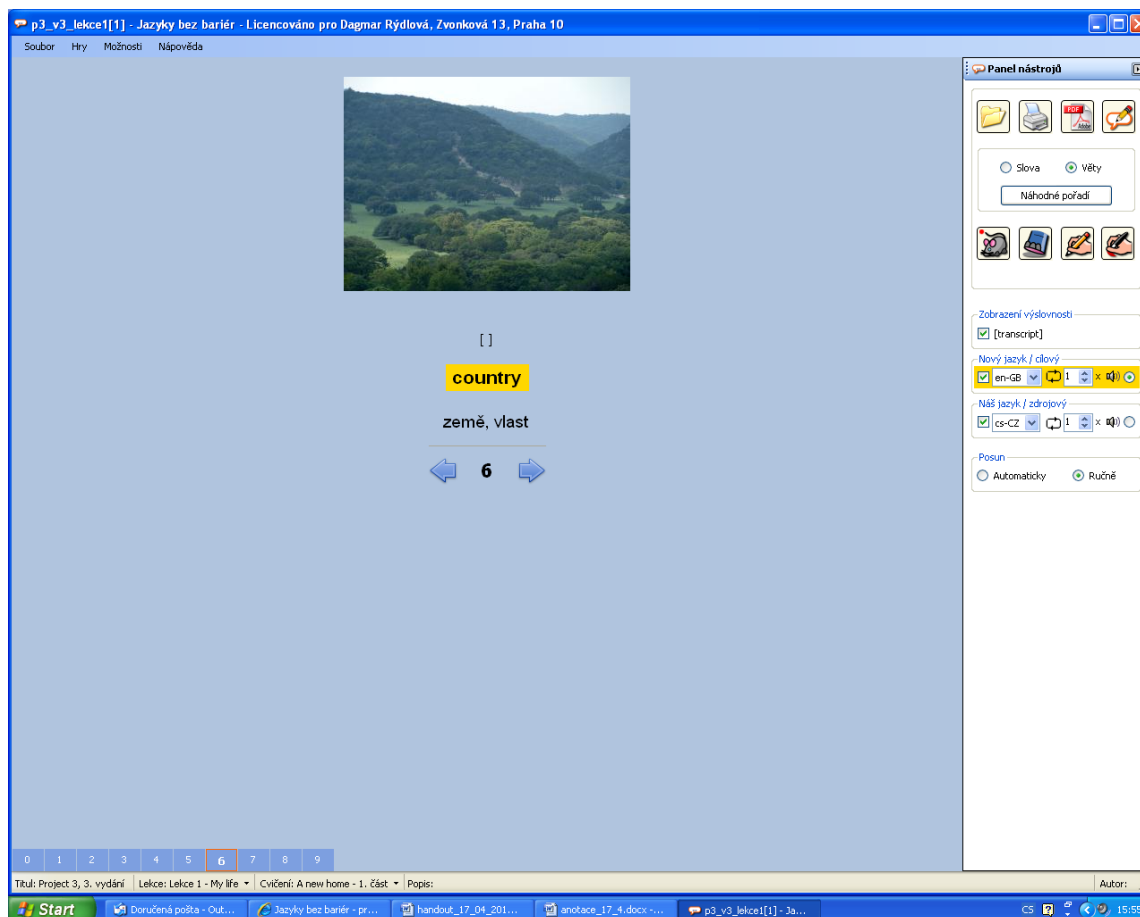 p3_v3_lekce1[1] - Jazyky bez bariér - Licencováno pro Dagmar Rýdlová, Zvonková 13, Praha 10
Soubor Hry Možnosti Nápověda
Panel nástrojů
PDF
Adobe
Slova Věty
Náhodné pořadí
[ ]
country
země, vlast
6
Zobrazení výslovnosti
[transcript]
Nový jazyk / cílový
en-GB 1 x
Náš jazyk / zdrojový
cs-CZ 1 x
Posun
Automaticky Ručně
0 1 2 3 4 5 6 7 8 9
Titul: Project 3, 3. vydání Lekce: Lekce 1 - My life Cvičení: A new home - 1. část Popis: Autor:
Start Doručená pošta - Out... Jazyky bez bariér - pr... handout_17_04_201... anotace_17_4.docx -... p3_v3_lekce1[1] - Ja... CS 15:55